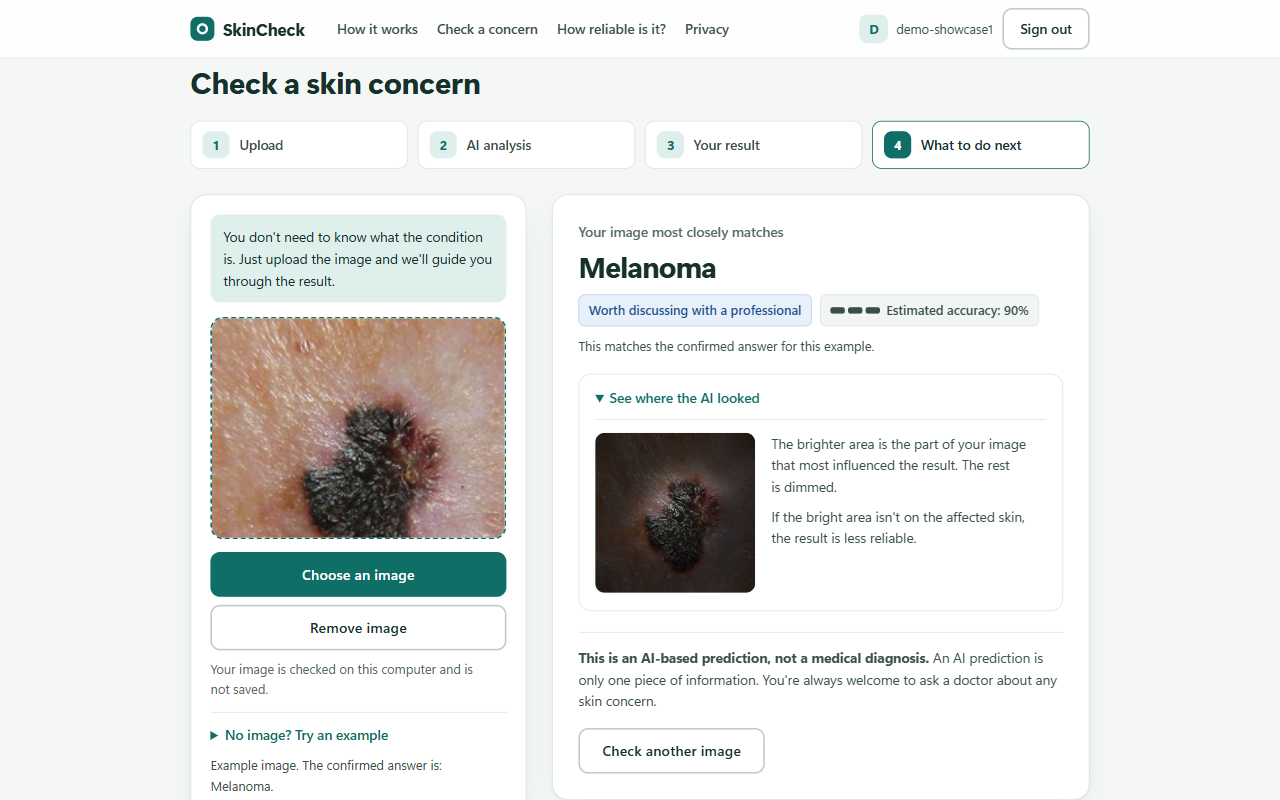 SkinCheck
How it works
Check a concern
How reliable is it?
Privacy
D
demo-showcase1
Sign out
Check a skin concern
1
Upload
2
AI analysis
3
Your result
4
What to do next
You don't need to know what the condition
is. Just upload the image and we'll guide you
through the result.
Choose an image
Remove image
Your image is checked on this computer and is
not saved.
▶ No image? Try an example
Example image. The confirmed answer is:
Melanoma.
Your image most closely matches
Melanoma
Worth discussing with a professional
Estimated accuracy: 90%
This matches the confirmed answer for this example.
▼ See where the AI looked
The brighter area is the part of your image
that most influenced the result. The rest
is dimmed.
If the bright area isn't on the affected skin,
the result is less reliable.
This is an AI-based prediction, not a medical diagnosis. An AI prediction is
only one piece of information. You're always welcome to ask a doctor about any
skin concern.
Check another image